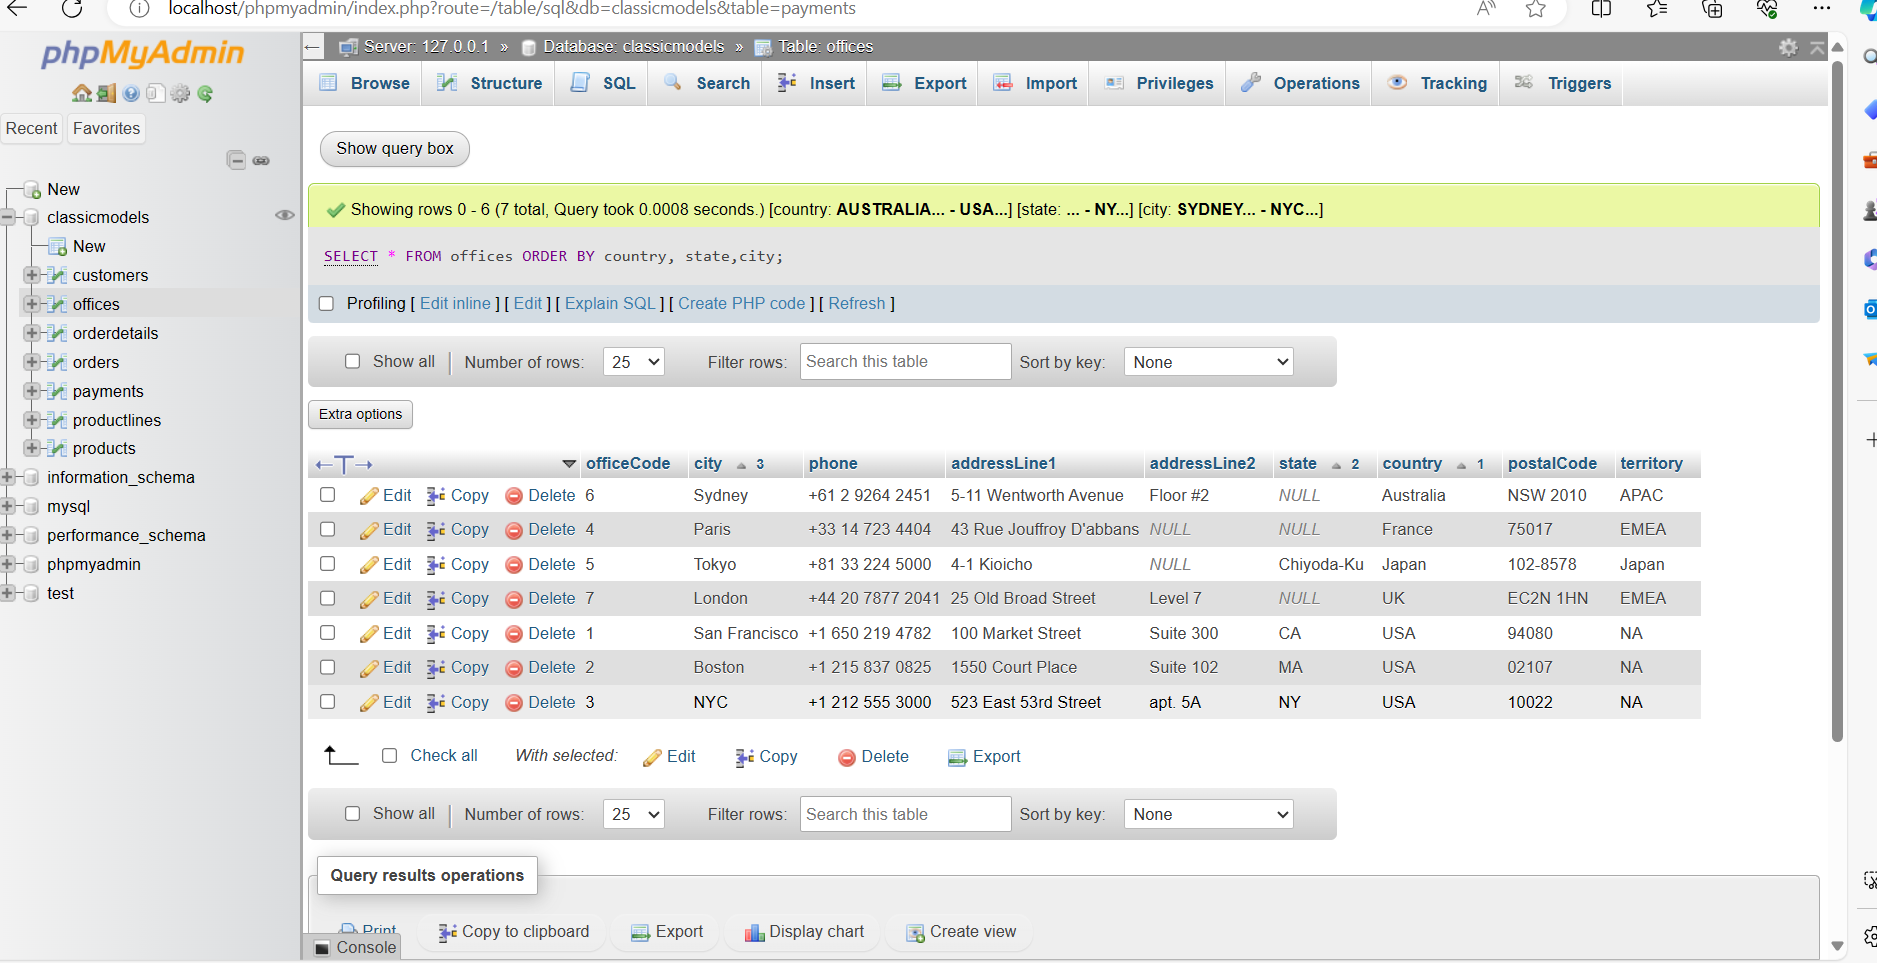 localhost/phpmyadmin/index.php?route=/table/sql&db=classicmodels&table=payments
phpMyAdmin
Recent
Favorites
New
classicmodels
New
customers
offices
orderdetails
orders
payments
productlines
products
information_schema
mysql
performance_schema
phpmyadmin
test
Server: 127.0.0.1 » Database: classicmodels » Table: offices
Browse Structure SQL Search Insert Export Import Privileges Operations Tracking Triggers
Show query box
Showing rows 0 - 6 (7 total, Query took 0.0008 seconds.) [country: AUSTRALIA... - USA...] [state: ... - NY...] [city: SYDNEY... - NYC...]
SELECT * FROM offices ORDER BY country, state,city;
Profiling [ Edit inline ] [ Edit ] [ Explain SQL ] [ Create PHP code ] [ Refresh ]
Show all Number of rows: 25 Filter rows: Search this table Sort by key: None
Extra options
←T→ officeCode city 3 phone addressLine1 addressLine2 state 2 country 1 postalCode territory
Edit Copy Delete 6 Sydney +61 2 9264 2451 5-11 Wentworth Avenue Floor #2 NULL Australia NSW 2010 APAC
Edit Copy Delete 4 Paris +33 14 723 4404 43 Rue Jouffroy D'abbans NULL NULL France 75017 EMEA
Edit Copy Delete 5 Tokyo +81 33 224 5000 4-1 Kioicho NULL Chiyoda-Ku Japan 102-8578 Japan
Edit Copy Delete 7 London +44 20 7877 2041 25 Old Broad Street Level 7 NULL UK EC2N 1HN EMEA
Edit Copy Delete 1 San Francisco +1 650 219 4782 100 Market Street Suite 300 CA USA 94080 NA
Edit Copy Delete 2 Boston +1 215 837 0825 1550 Court Place Suite 102 MA USA 02107 NA
Edit Copy Delete 3 NYC +1 212 555 3000 523 East 53rd Street apt. 5A NY USA 10022 NA
Check all With selected: Edit Copy Delete Export
Show all Number of rows: 25 Filter rows: Search this table Sort by key: None
Query results operations
Print Copy to clipboard Export Display chart Create view
Console